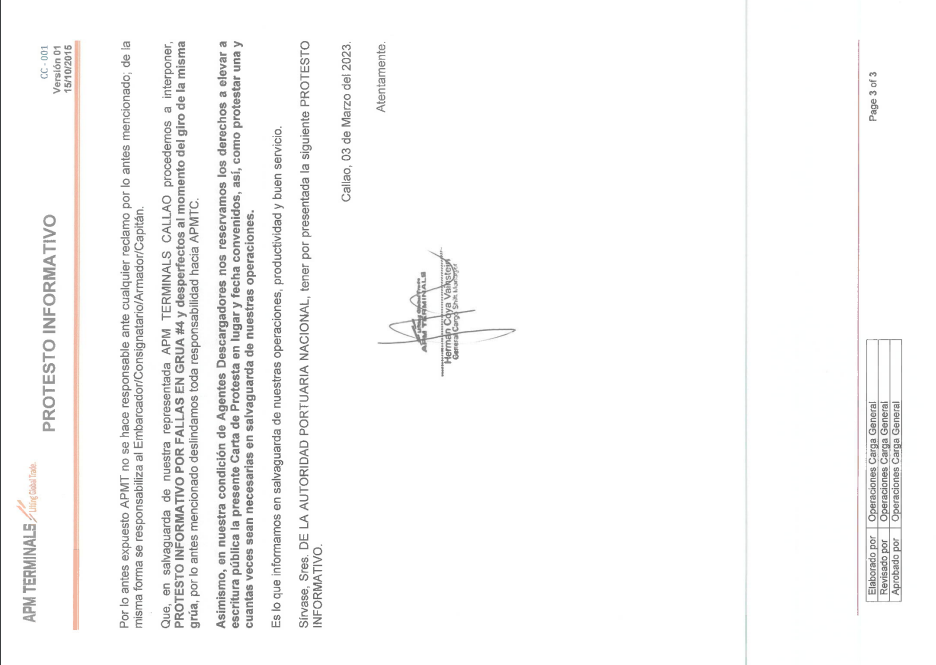 APM TERMINALS
Lifting Global Trade.
PROTESTO INFORMATIVO
CC - 001
Versión 01
15/10/2015
Por lo antes expuesto APMT no se hace responsable ante cualquier reclamo por lo antes mencionado; de la
misma forma se responsabiliza al Embarcador/Consignatario/Armador/Capitán.
Que, en salvaguarda de nuestra representada APM TERMINALS CALLAO procedemos a interponer,
PROTESTO INFORMATIVO POR FALLAS EN GRUA #4 y desperfectos al momento del giro de la misma
grúa, por lo antes mencionado deslindamos toda responsabilidad hacia APMTC.
Asimismo, en nuestra condición de Agentes Descargadores nos reservamos los derechos a elevar a
escritura pública la presente Carta de Protesta en lugar y fecha convenidos, así, como protestar una y
cuantas veces sean necesarias en salvaguarda de nuestras operaciones.
Es lo que informamos en salvaguarda de nuestras operaciones, productividad y buen servicio.
Sírvase, Sres. DE LA AUTORIDAD PORTUARIA NACIONAL, tener por presentada la siguiente PROTESTO
INFORMATIVO.
Callao, 03 de Marzo del 2023.
Atentamente.
APM TERMINALS
Herman Coya Vainstein
General Cargo Shift Manager
Elaborado por Operaciones Carga General
Revisado por Operaciones Carga General
Aprobado por Operaciones Carga General
Page 3 of 3